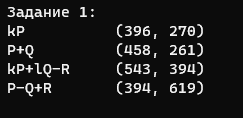 Задание 1:
kP (396, 270)
P+Q (458, 261)
kP+lQ-R (543, 394)
P-Q+R (394, 619)